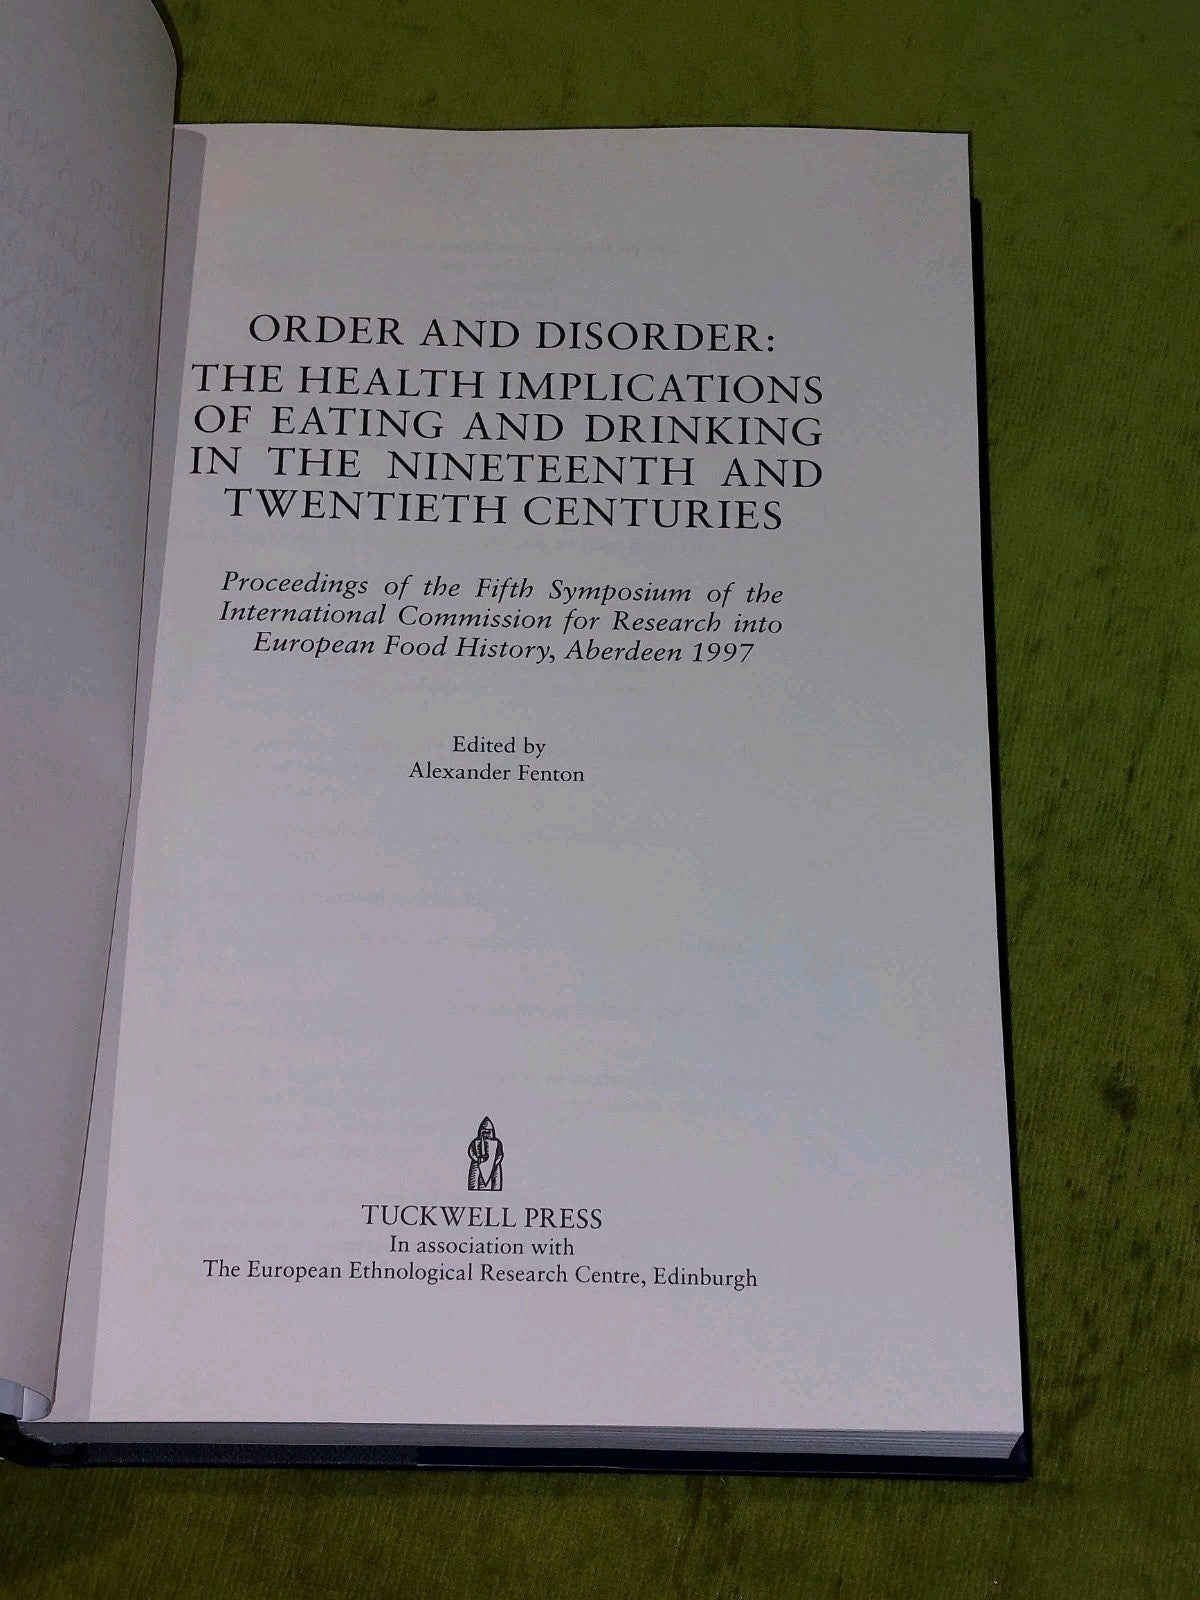 ORDER AND DISORDER:
THE HEALTH IMPLICATIONS
OF EATING AND DRINKING
IN THE NINETEENTH AND
TWENTIETH CENTURIES
Proceedings of the Fifth Symposium of the
International Commission for Research into
European Food History, Aberdeen 1997
Edited by
Alexander Fenton
TUCKWELL PRESS
In association with
The European Ethnological Research Centre, Edinburgh